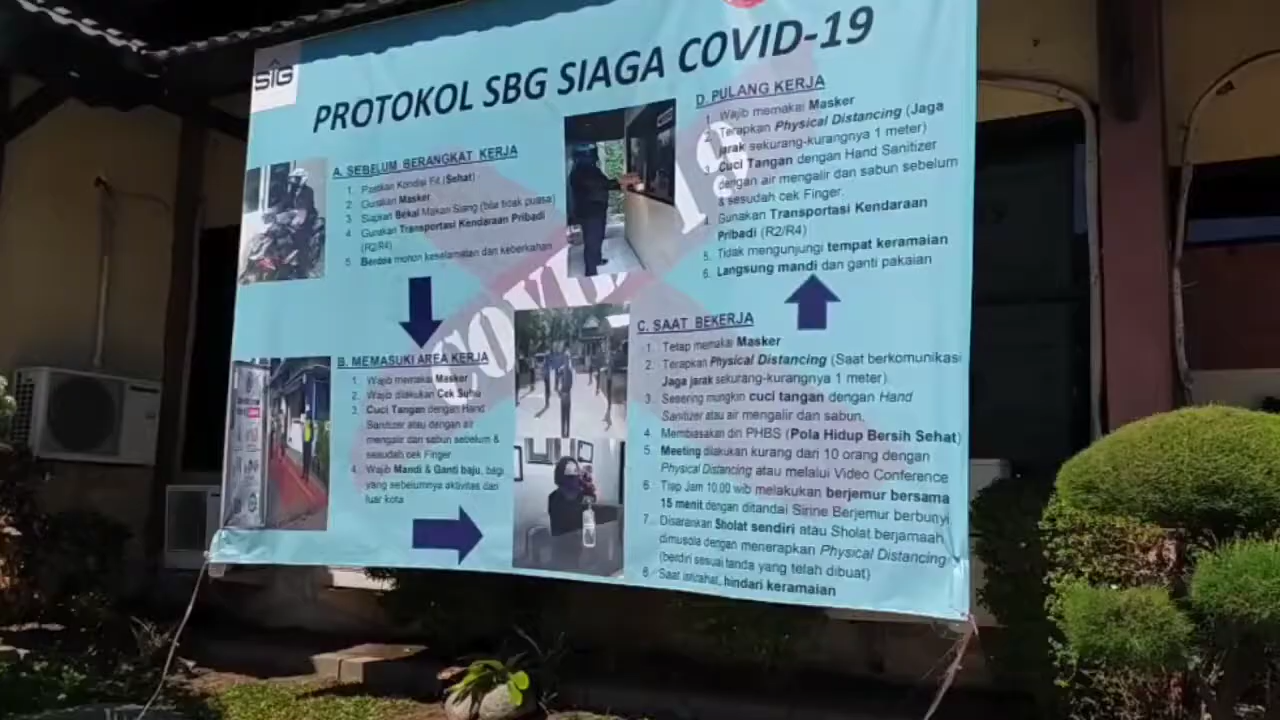 SIG
PROTOKOL SBG SIAGA COVID-19
A. SEBELUM BERANGKAT KERJA
1. Pastikan Kondisi Fit (Sehat)
2. Gunakan Masker
3. Siapkan Bekal Makan Siang (bila tidak puasa)
4. Gunakan Transportasi Kendaraan Pribadi
(R2/R4)
5. Berdoa mohon keselamatan dan keberkahan
B. MEMASUKI AREA KERJA
1. Wajib memakai Masker
2. Wajib dilakukan Cek Suhu
3. Cuci Tangan dengan Hand
Sanitizer atau dengan air
mengalir dan sabun sebelum &
sesudah cek Finger
4. Wajib Mandi & Ganti baju, bagi
yang sebelumnya aktivitas dari
luar kota
C. SAAT BEKERJA
1. Tetap memakai Masker
2. Terapkan Physical Distancing (Saat berkomunikasi
Jaga jarak sekurang-kurangnya 1 meter)
3. Sesering mungkin cuci tangan dengan Hand
Sanitizer atau air mengalir dan sabun.
4. Membiasakan diri PHBS (Pola Hidup Bersih Sehat)
5. Meeting dilakukan kurang dari 10 orang dengan
Physical Distancing atau melalui Video Conference
6. Tiap Jam 10.00 wib melakukan berjemur bersama
15 menit dengan ditandai Sirine Berjemur berbunyi
7. Disarankan Sholat sendiri atau Sholat berjamaah
dimusola dengan menerapkan Physical Distancing
(berdiri sesuai tanda yang telah dibuat)
8. Saat istirahat, hindari keramaian
D. PULANG KERJA
1. Wajib memakai Masker
2. Terapkan Physical Distancing (Jaga
jarak sekurang-kurangnya 1 meter)
3. Cuci Tangan dengan Hand Sanitizer
dengan air mengalir dan sabun sebelum
& sesudah cek Finger.
4. Gunakan Transportasi Kendaraan
Pribadi (R2/R4)
5. Tidak mengunjungi tempat keramaian
6. Langsung mandi dan ganti pakaian